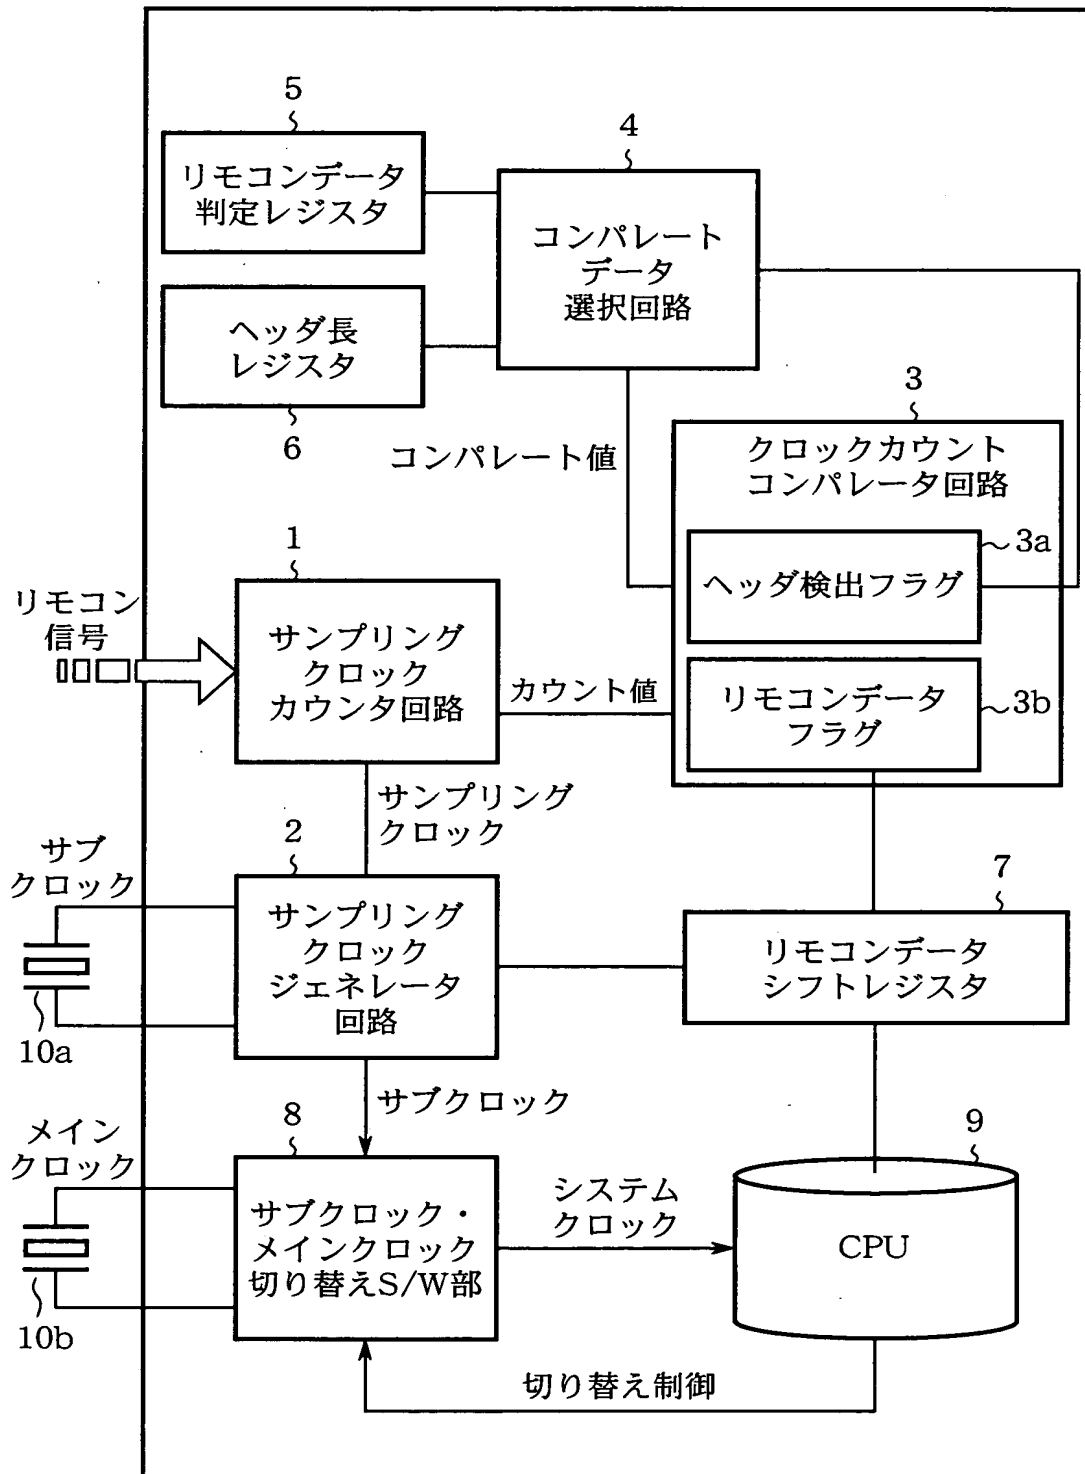 5
リモコンデータ
判定レジスタ
4
コンパレート
データ
選択回路
ヘッダ長
レジスタ
6
コンパレート値
3
クロックカウント
コンパレータ回路
3a
ヘッダ検出フラグ
リモコンデータ
フラグ
3b
1
リモコン
信号
サンプリング
クロック
カウンタ回路
カウント値
サンプリング
クロック
2
サブ
クロック
サンプリング
クロック
ジェネレータ
回路
10a
7
リモコンデータ
シフトレジスタ
サブクロック
8
メイン
クロック
サブクロック・
メインクロック
切り替えS/W部
10b
システム
クロック
9
CPU
切り替え制御